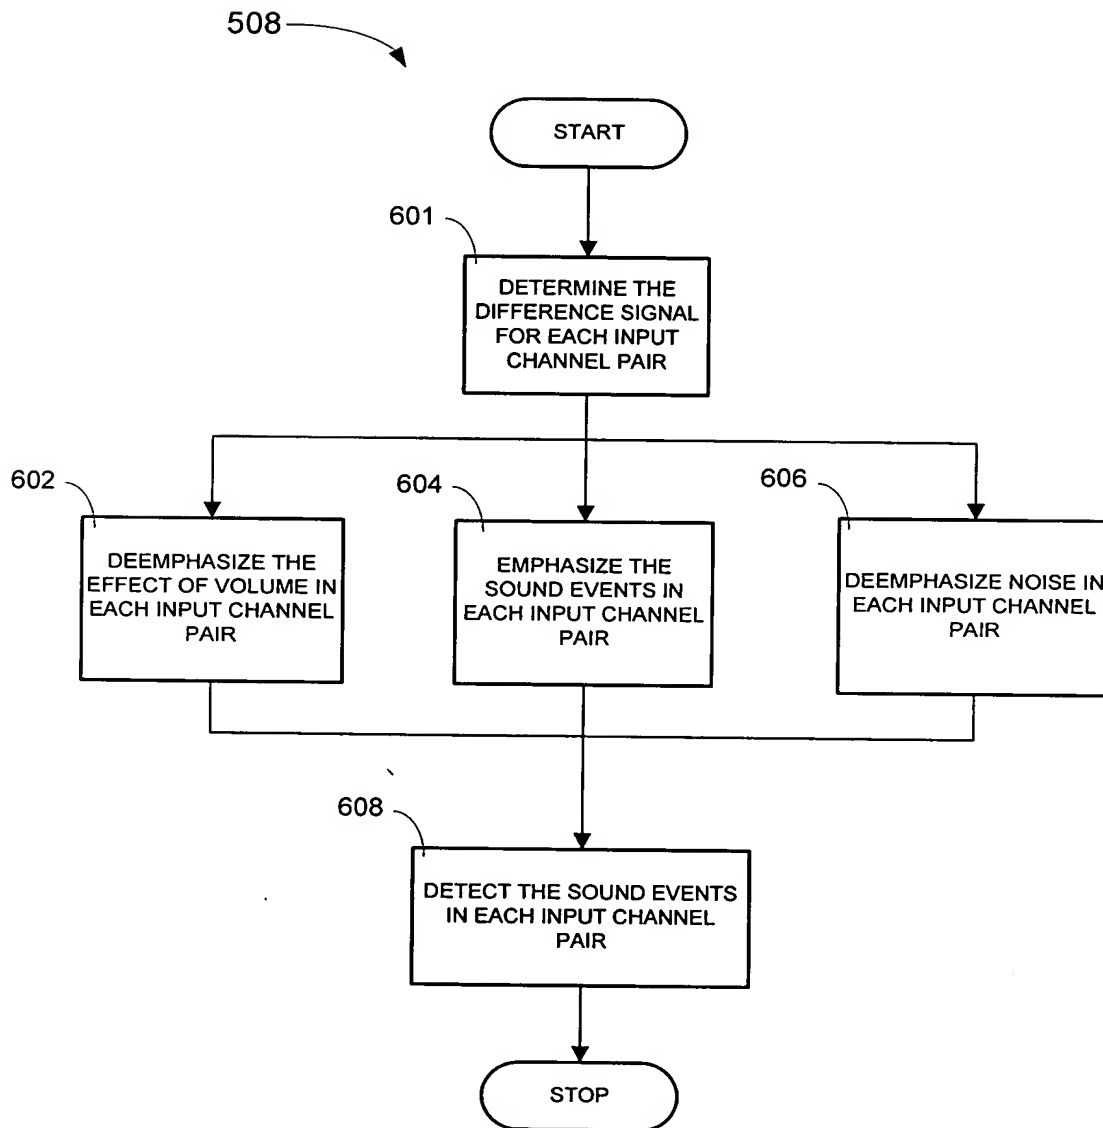 508
START
601
DETERMINE THE
DIFFERENCE SIGNAL
FOR EACH INPUT
CHANNEL PAIR
602
DEEMPHASIZE THE
EFFECT OF VOLUME IN
EACH INPUT CHANNEL
PAIR
604
EMPHASIZE THE
SOUND EVENTS IN
EACH INPUT CHANNEL
PAIR
606
DEEMPHASIZE NOISE IN
EACH INPUT CHANNEL
PAIR
608
DETECT THE SOUND EVENTS
IN EACH INPUT CHANNEL
PAIR
STOP